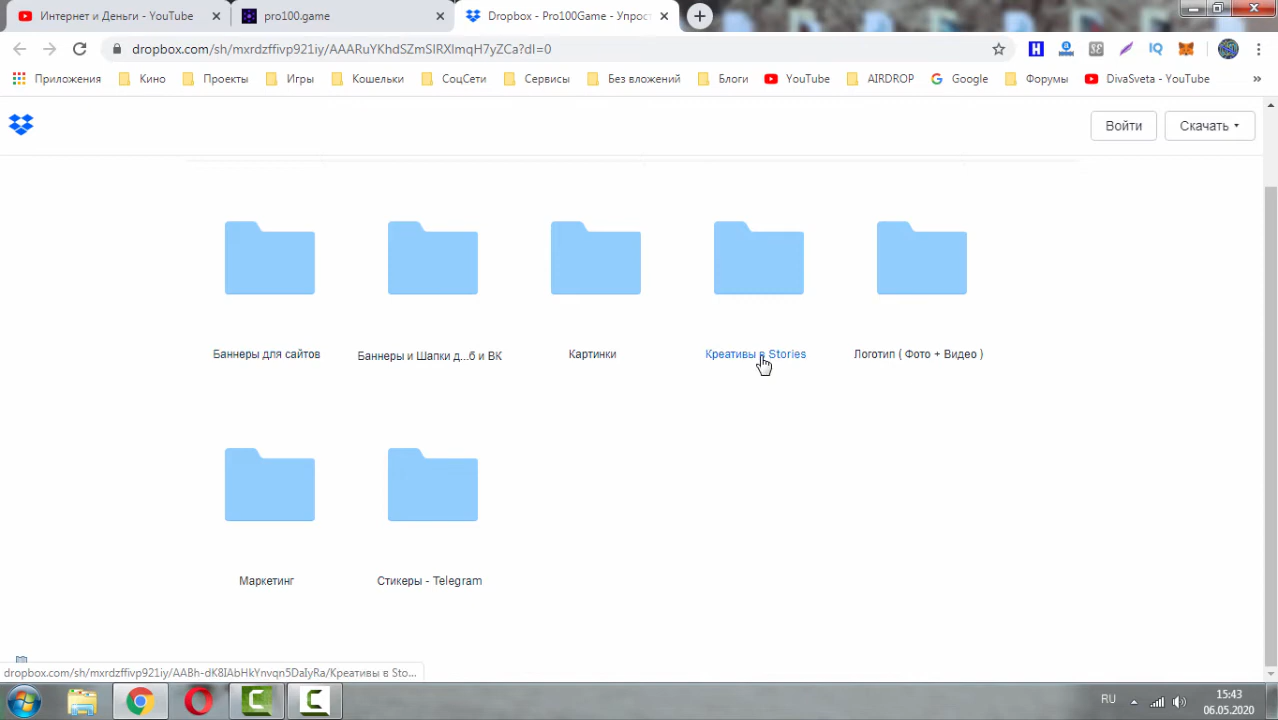 Интернет и Деньги - YouTube
pro100.game
Dropbox - Pro100Game - Упрост
dropbox.com/sh/mxrdzffivp921iy/AAARuYKhdSZmSlRXlmqH7yZCa?dl=0
Приложения
Кино
Проекты
Игры
Кошельки
СоцСети
Сервисы
Без вложений
Блоги
YouTube
AIRDROP
Google
Форумы
DivaSveta - YouTube
»
Войти
Скачать
Баннеры для сайтов
Баннеры и Шапки д...б и ВК
Картинки
Креативы в Stories
Логотип ( Фото + Видео )
Маркетинг
Стикеры - Telegram
dropbox.com/sh/mxrdzffivp921iy/AABh-dK8IAbHkYnvqn5DaIyRa/Креативы в Sto...
RU
15:43
06.05.2020